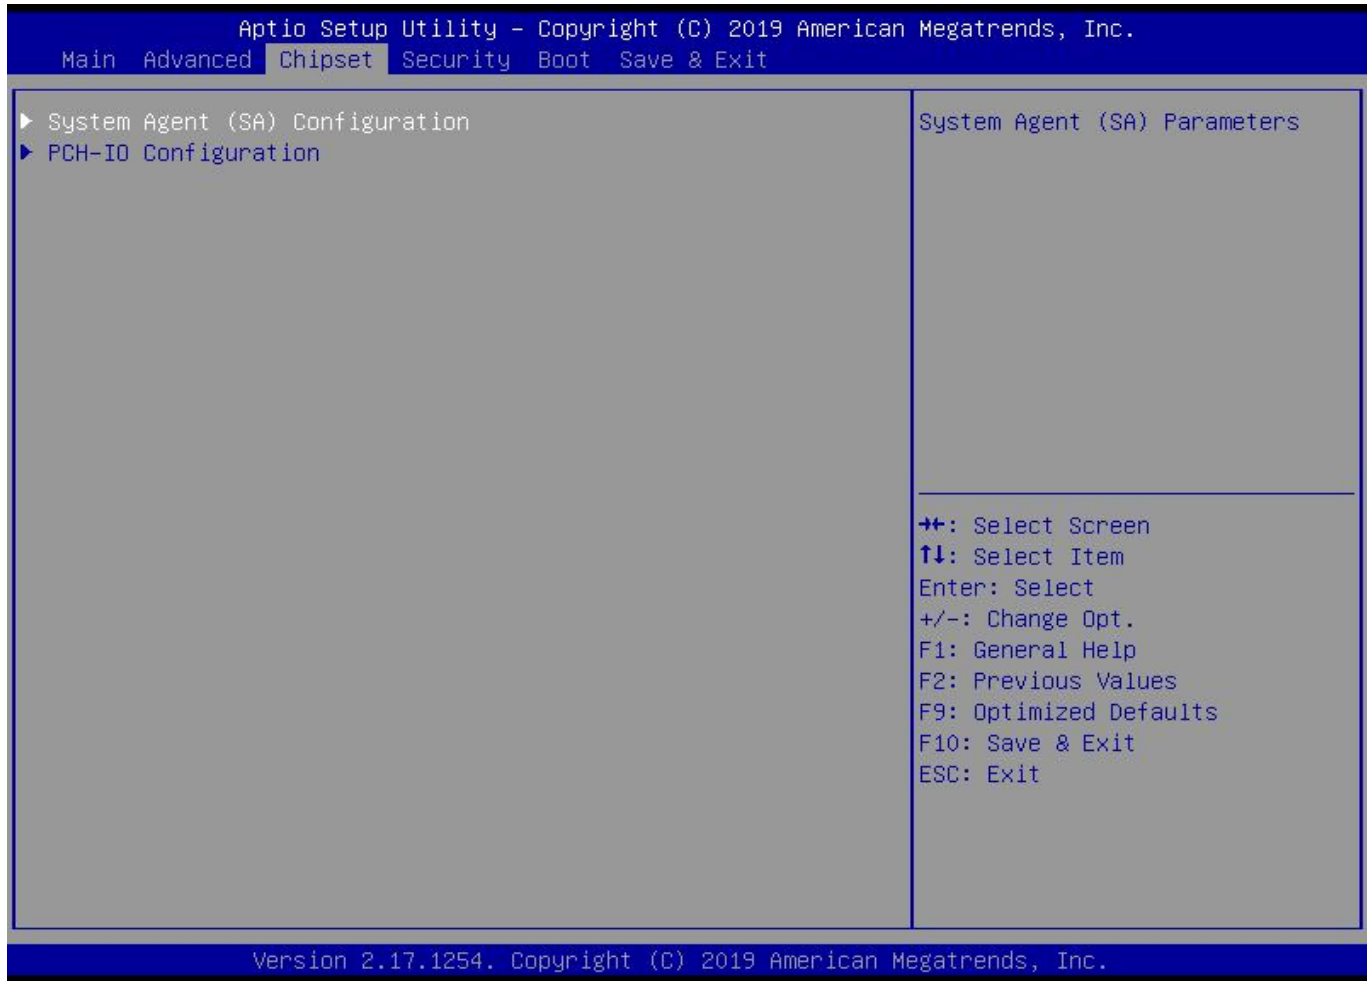 Aptio Setup Utility – Copyright (C) 2019 American Megatrends, Inc.
Main Advanced Chipset Security Boot Save & Exit
▶ System Agent (SA) Configuration
▶ PCH-IO Configuration
System Agent (SA) Parameters
→←: Select Screen
↑↓: Select Item
Enter: Select
+/-: Change Opt.
F1: General Help
F2: Previous Values
F9: Optimized Defaults
F10: Save & Exit
ESC: Exit
Version 2.17.1254. Copyright (C) 2019 American Megatrends, Inc.